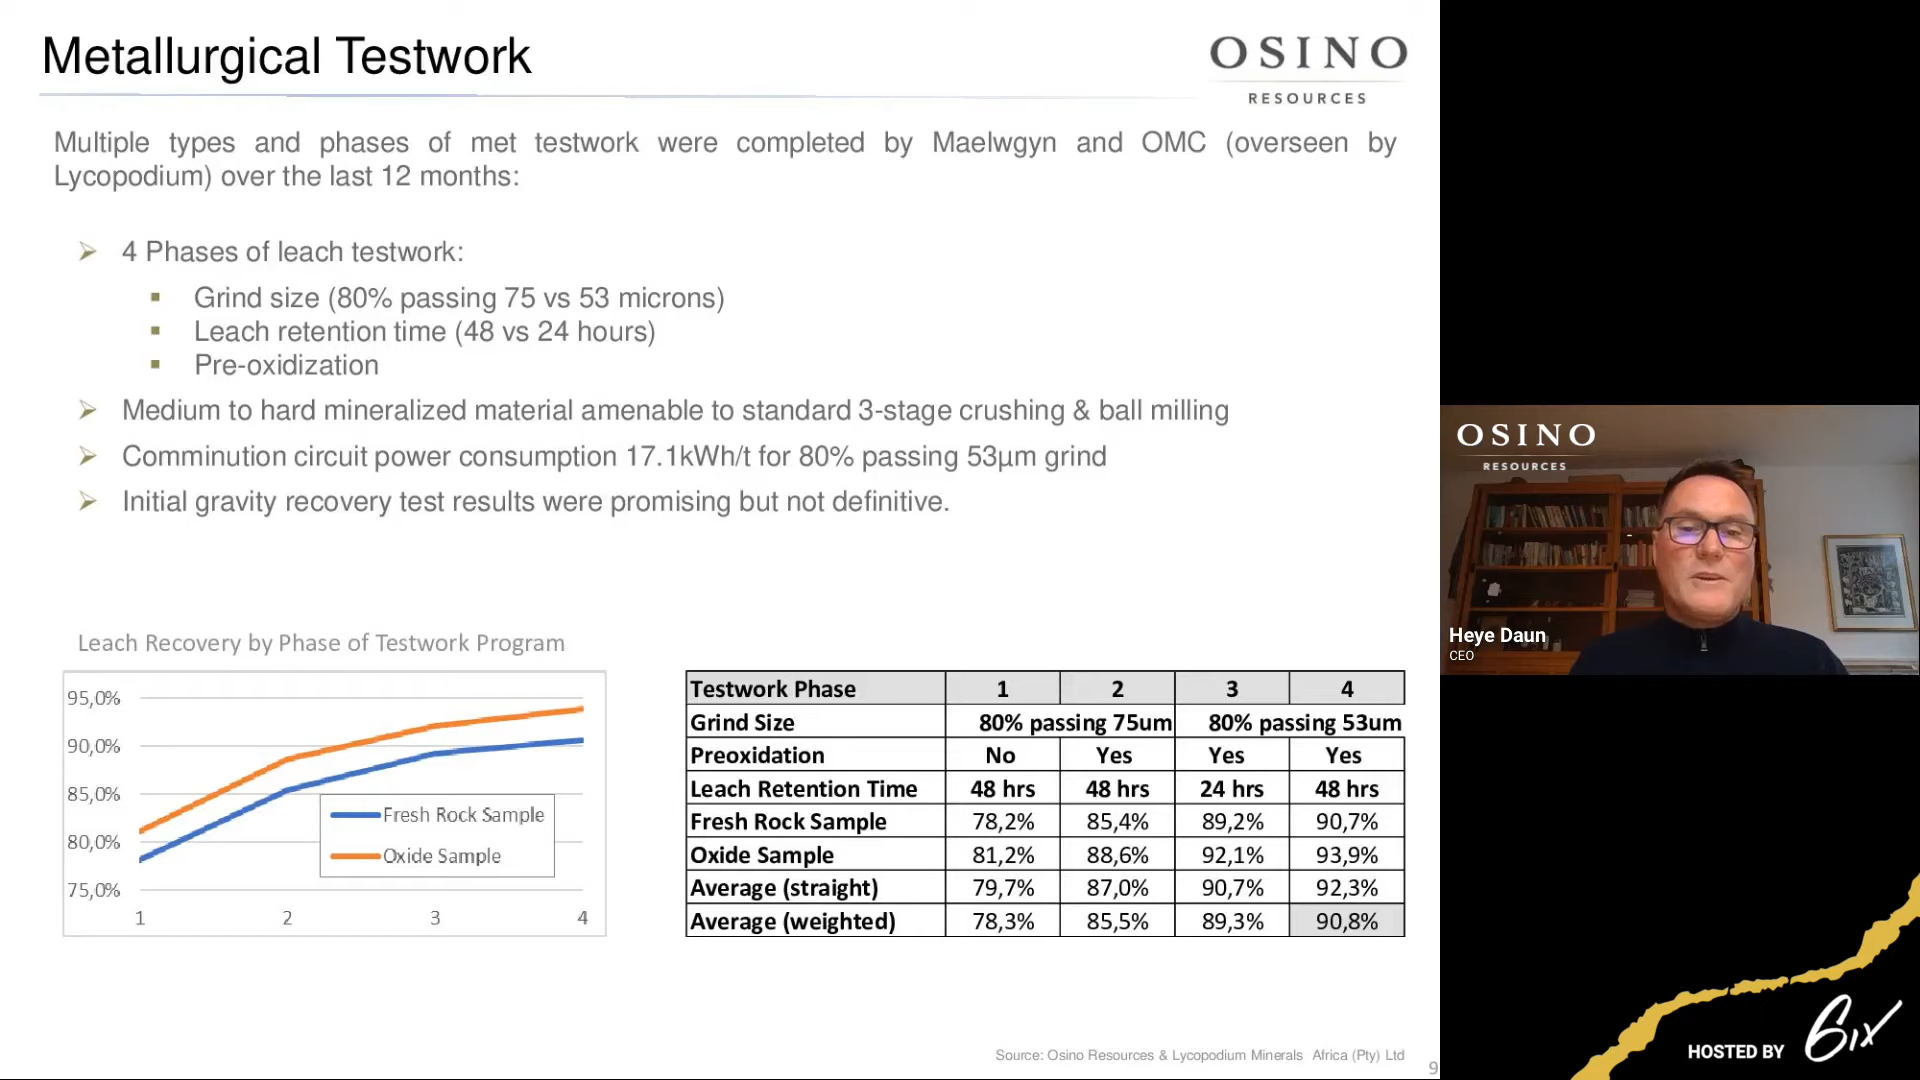 Metallurgical Testwork
OSINO
RESOURCES
Multiple types and phases of met testwork were completed by Maelwgyn and OMC (overseen by
Lycopodium) over the last 12 months:
4 Phases of leach testwork:
Grind size (80% passing 75 vs 53 microns)
Leach retention time (48 vs 24 hours)
Pre-oxidization
Medium to hard mineralized material amenable to standard 3-stage crushing & ball milling
Comminution circuit power consumption 17.1kWh/t for 80% passing 53µm grind
Initial gravity recovery test results were promising but not definitive.
Leach Recovery by Phase of Testwork Program
95,0%
90,0%
85,0%
80,0%
75,0%
1 2 3 4
Fresh Rock Sample
Oxide Sample
Testwork Phase 1 2 3 4
Grind Size 80% passing 75um 80% passing 53um
Preoxidation No Yes Yes Yes
Leach Retention Time 48 hrs 48 hrs 24 hrs 48 hrs
Fresh Rock Sample 78,2% 85,4% 89,2% 90,7%
Oxide Sample 81,2% 88,6% 92,1% 93,9%
Average (straight) 79,7% 87,0% 90,7% 92,3%
Average (weighted) 78,3% 85,5% 89,3% 90,8%
Source: Osino Resources & Lycopodium Minerals Africa (Pty) Ltd
9
OSINO
RESOURCES
Heye Daun
CEO
HOSTED BY 6ix